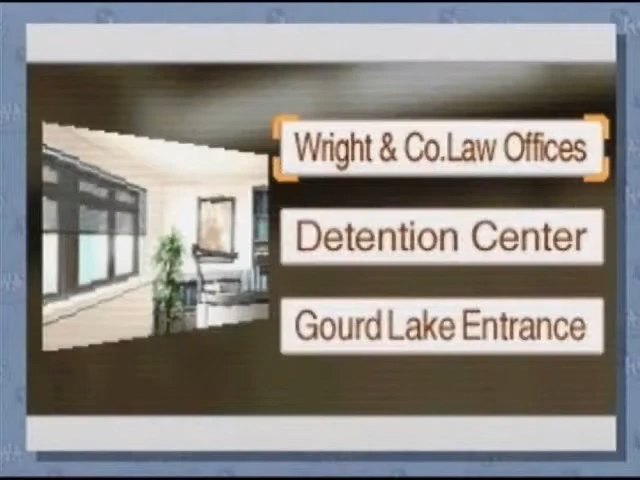 Wright & Co.Law Offices
Detention Center
Gourd Lake Entrance